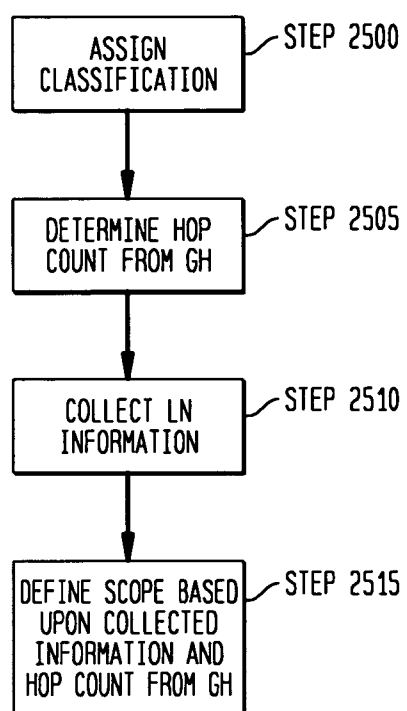 ASSIGN
CLASSIFICATION
STEP 2500
DETERMINE HOP
COUNT FROM GH
STEP 2505
COLLECT LN
INFORMATION
STEP 2510
DEFINE SCOPE BASED
UPON COLLECTED
INFORMATION AND
HOP COUNT FROM GH
STEP 2515